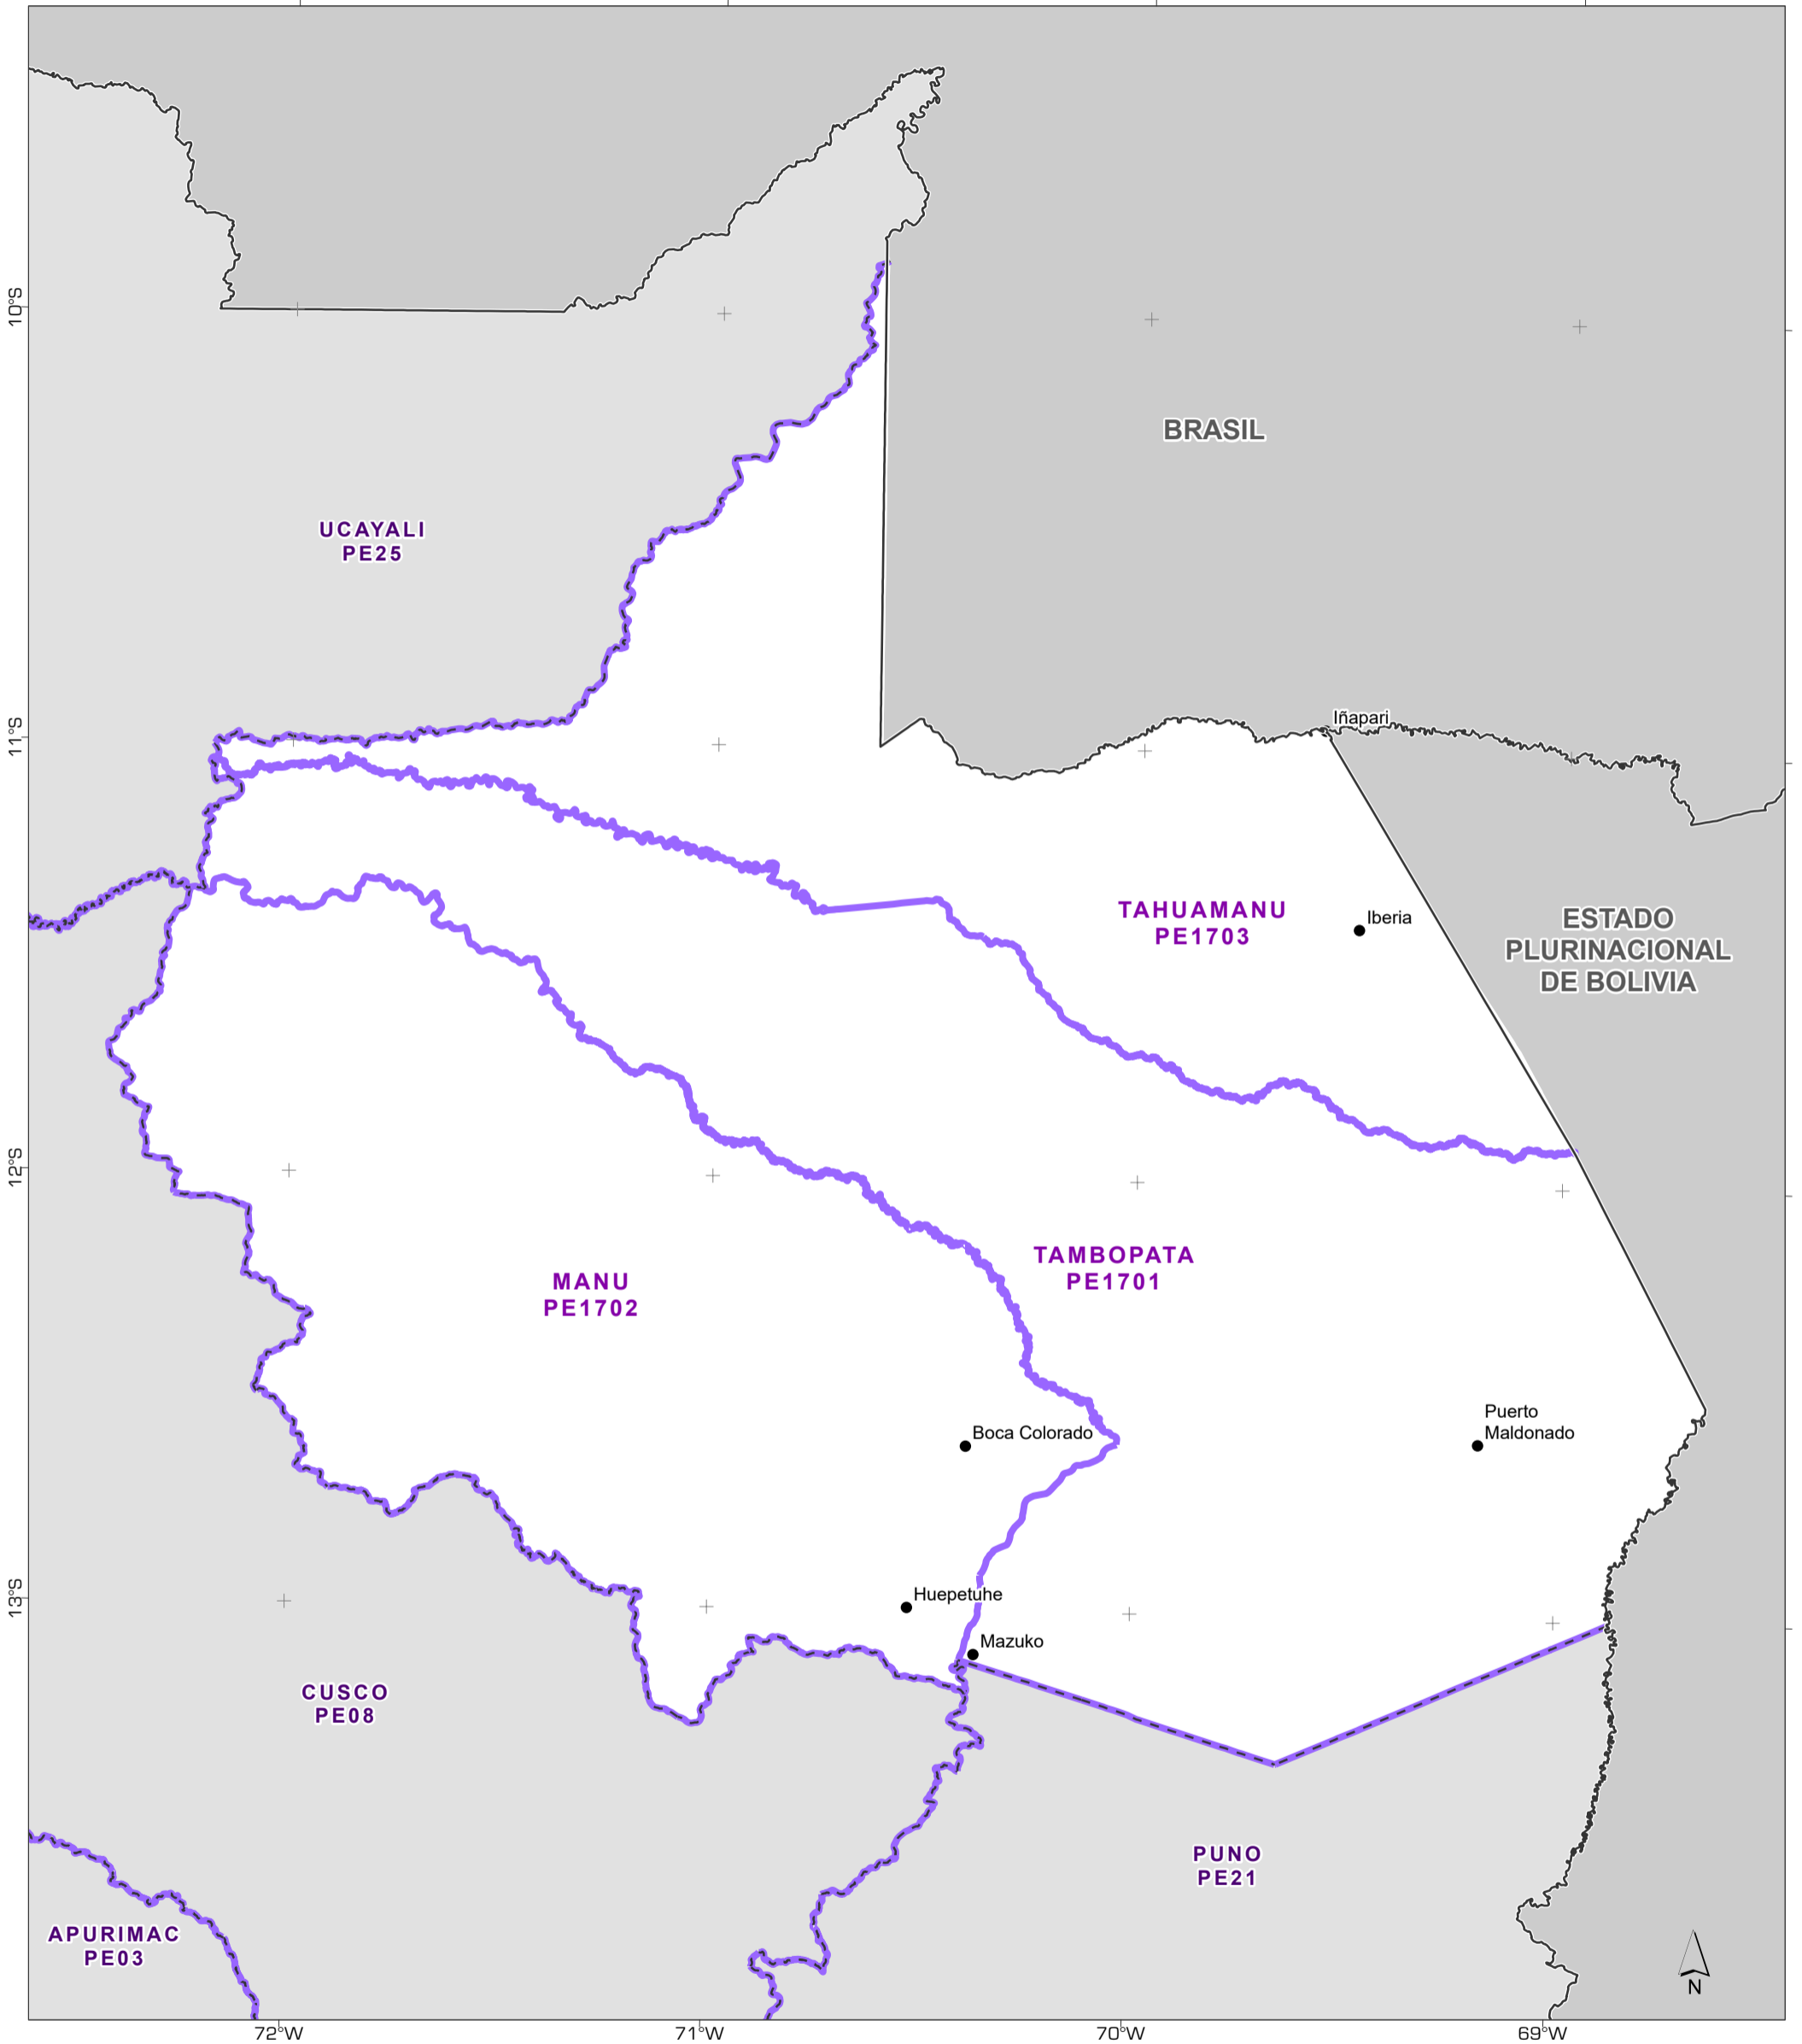 10°S
BRASIL
UCAYALI
PE25
11°S
Iñapari
TAHUAMANU
PE1703
Iberia
ESTADO
PLURINACIONAL
DE BOLIVIA
12°S
TAMBOPATA
PE1701
MANU
PE1702
Puerto
Maldonado
Boca Colorado
13°S
Huepetuhe
Mazuko
CUSCO
PE08
PUNO
PE21
APURIMAC
PE03
N
72°W
71°W
70°W
69°W